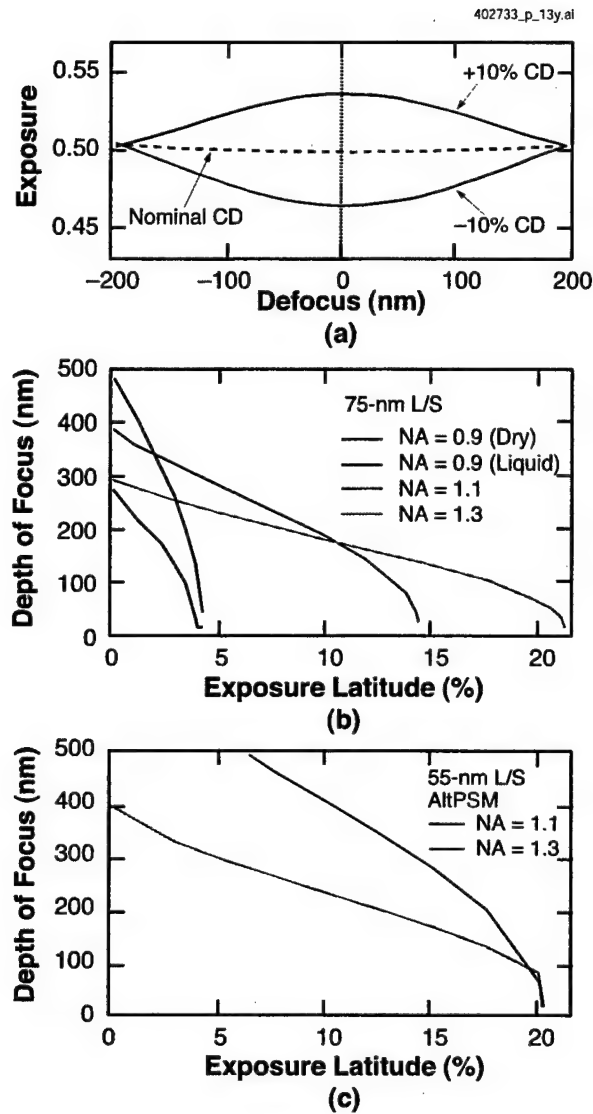 402733_p_13y.ai
0.55
0.50
0.45
Exposure
+10% CD
Nominal CD
−10% CD
−200
−100
0
100
200
Defocus (nm)
(a)
500
400
300
200
100
0
Depth of Focus (nm)
75-nm L/S
NA = 0.9 (Dry)
NA = 0.9 (Liquid)
NA = 1.1
NA = 1.3
0
5
10
15
20
Exposure Latitude (%)
(b)
500
400
300
200
100
0
Depth of Focus (nm)
55-nm L/S
AltPSM
NA = 1.1
NA = 1.3
0
5
10
15
20
Exposure Latitude (%)
(c)